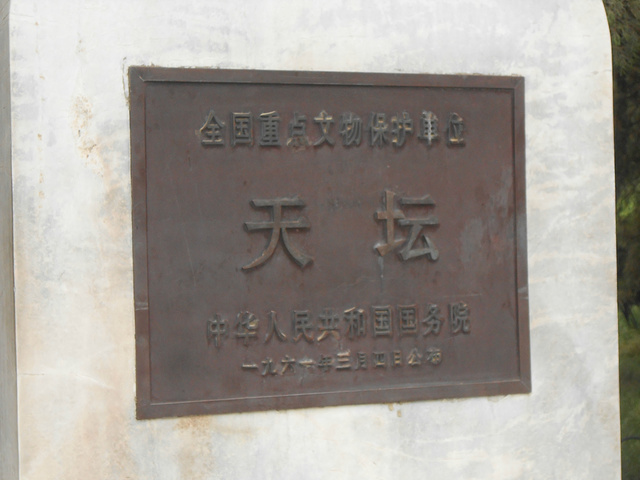 全国重点文物保护单位
天坛
中华人民共和国国务院
一九六一年三月四日公布